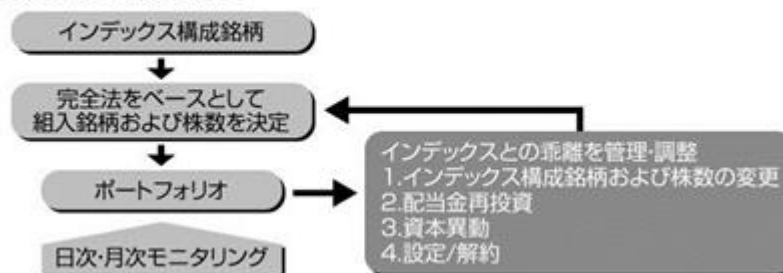 インデックス構成銘柄
完全法をベースとして
組入銘柄および株数を決定
ポートフォリオ
日次・月次モニタリング
インデックスとの乖離を管理・調整
1.インデックス構成銘柄および株数の変更
2.配当金再投資
3.資本異動
4.設定/解約